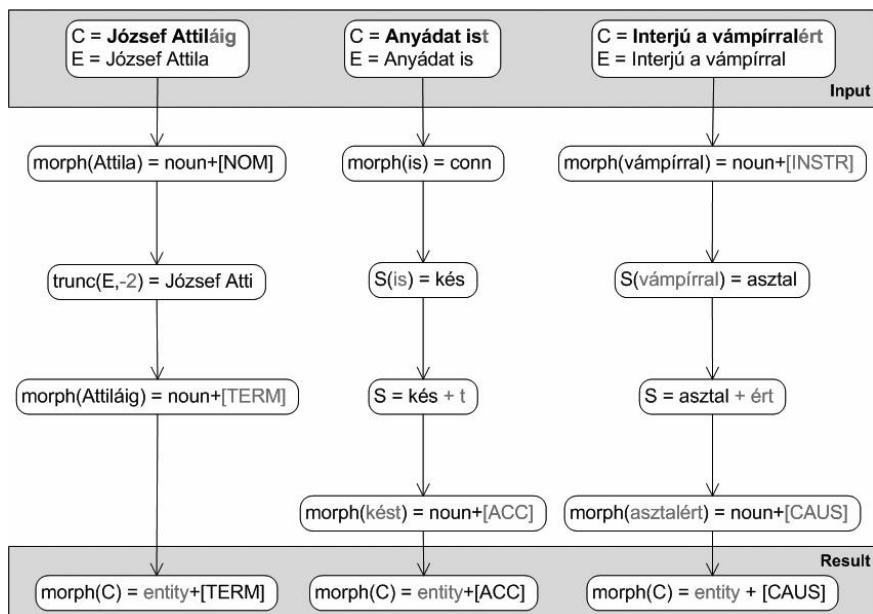 C = József Attiláig
E = József Attila
C = Anyádat ist
E = Anyádat is
C = Interjú a vámpírralért
E = Interjú a vámpírral
Input
morph(Attila) = noun+[NOM]
morph(is) = conn
morph(vámpírral) = noun+[INSTR]
trunc(E,-2) = József Atti
S(is) = kés
S(vámpírral) = asztal
morph(Attiláig) = noun+[TERM]
S = kés + t
S = asztal + ért
morph(kést) = noun+[ACC]
morph(asztalért) = noun+[CAUS]
Result
morph(C) = entity+[TERM]
morph(C) = entity+[ACC]
morph(C) = entity + [CAUS]